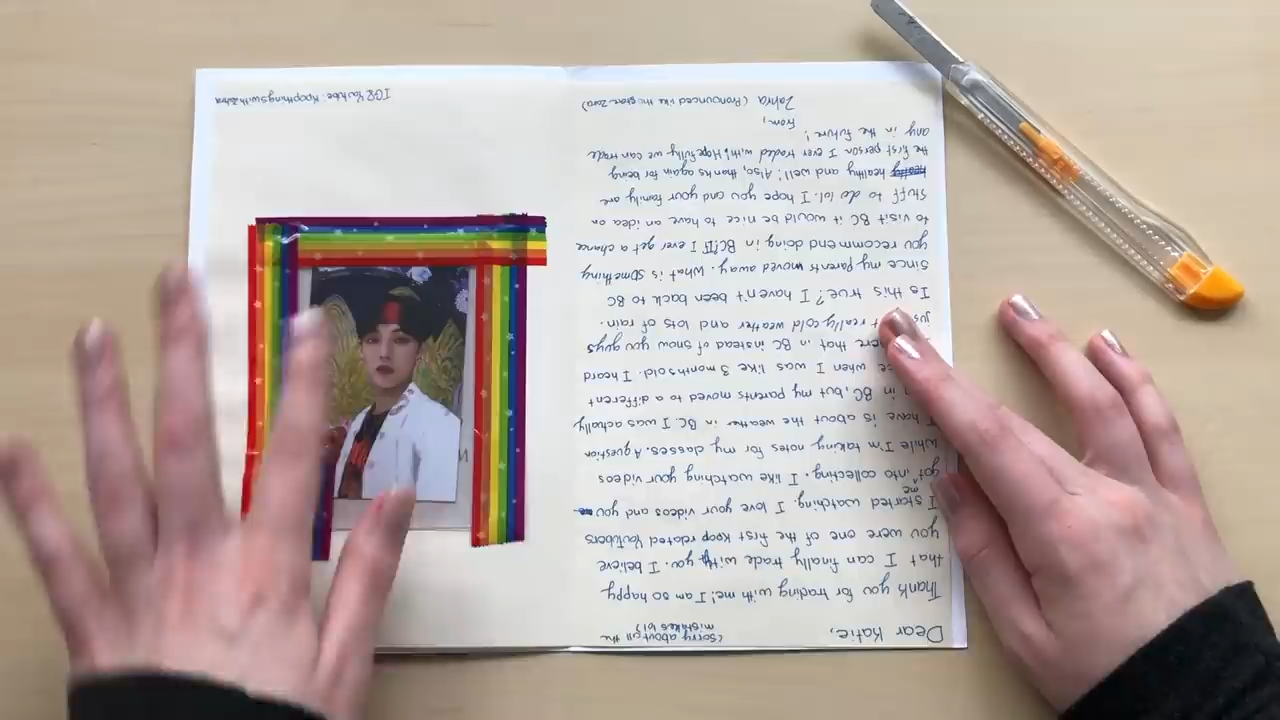 Dear Katie,
(Sorry about all the
mistakes lol)
Thank you for trading with me! I am so happy
that I can finally trade with you. I believe
you were one of the first kpop related YouTubers
I started watching. I love your videos and you
got me into collecting. I like watching your videos
while I'm taking notes for my classes. A question
I have is about the weather in BC. I was actually
in BC, but my parents moved to a different
when I was like 3 months old. I heard
that in BC instead of snow you guys
really cold weather and lots of rain.
Is this true? I haven't been back to BC
since my parents moved away. What is something
you recommend doing in BC? If I ever get a chance
to visit BC it would be nice to have an idea on
stuff to do lol. I hope you and your family are
healthy and well! Also, thanks again for being
the first person I ever traded with! Hopefully we can trade
any in the future!
From,
Zahra (Pronounced like the store Zara)
IG & Youtube: Kpopthingswithzahra